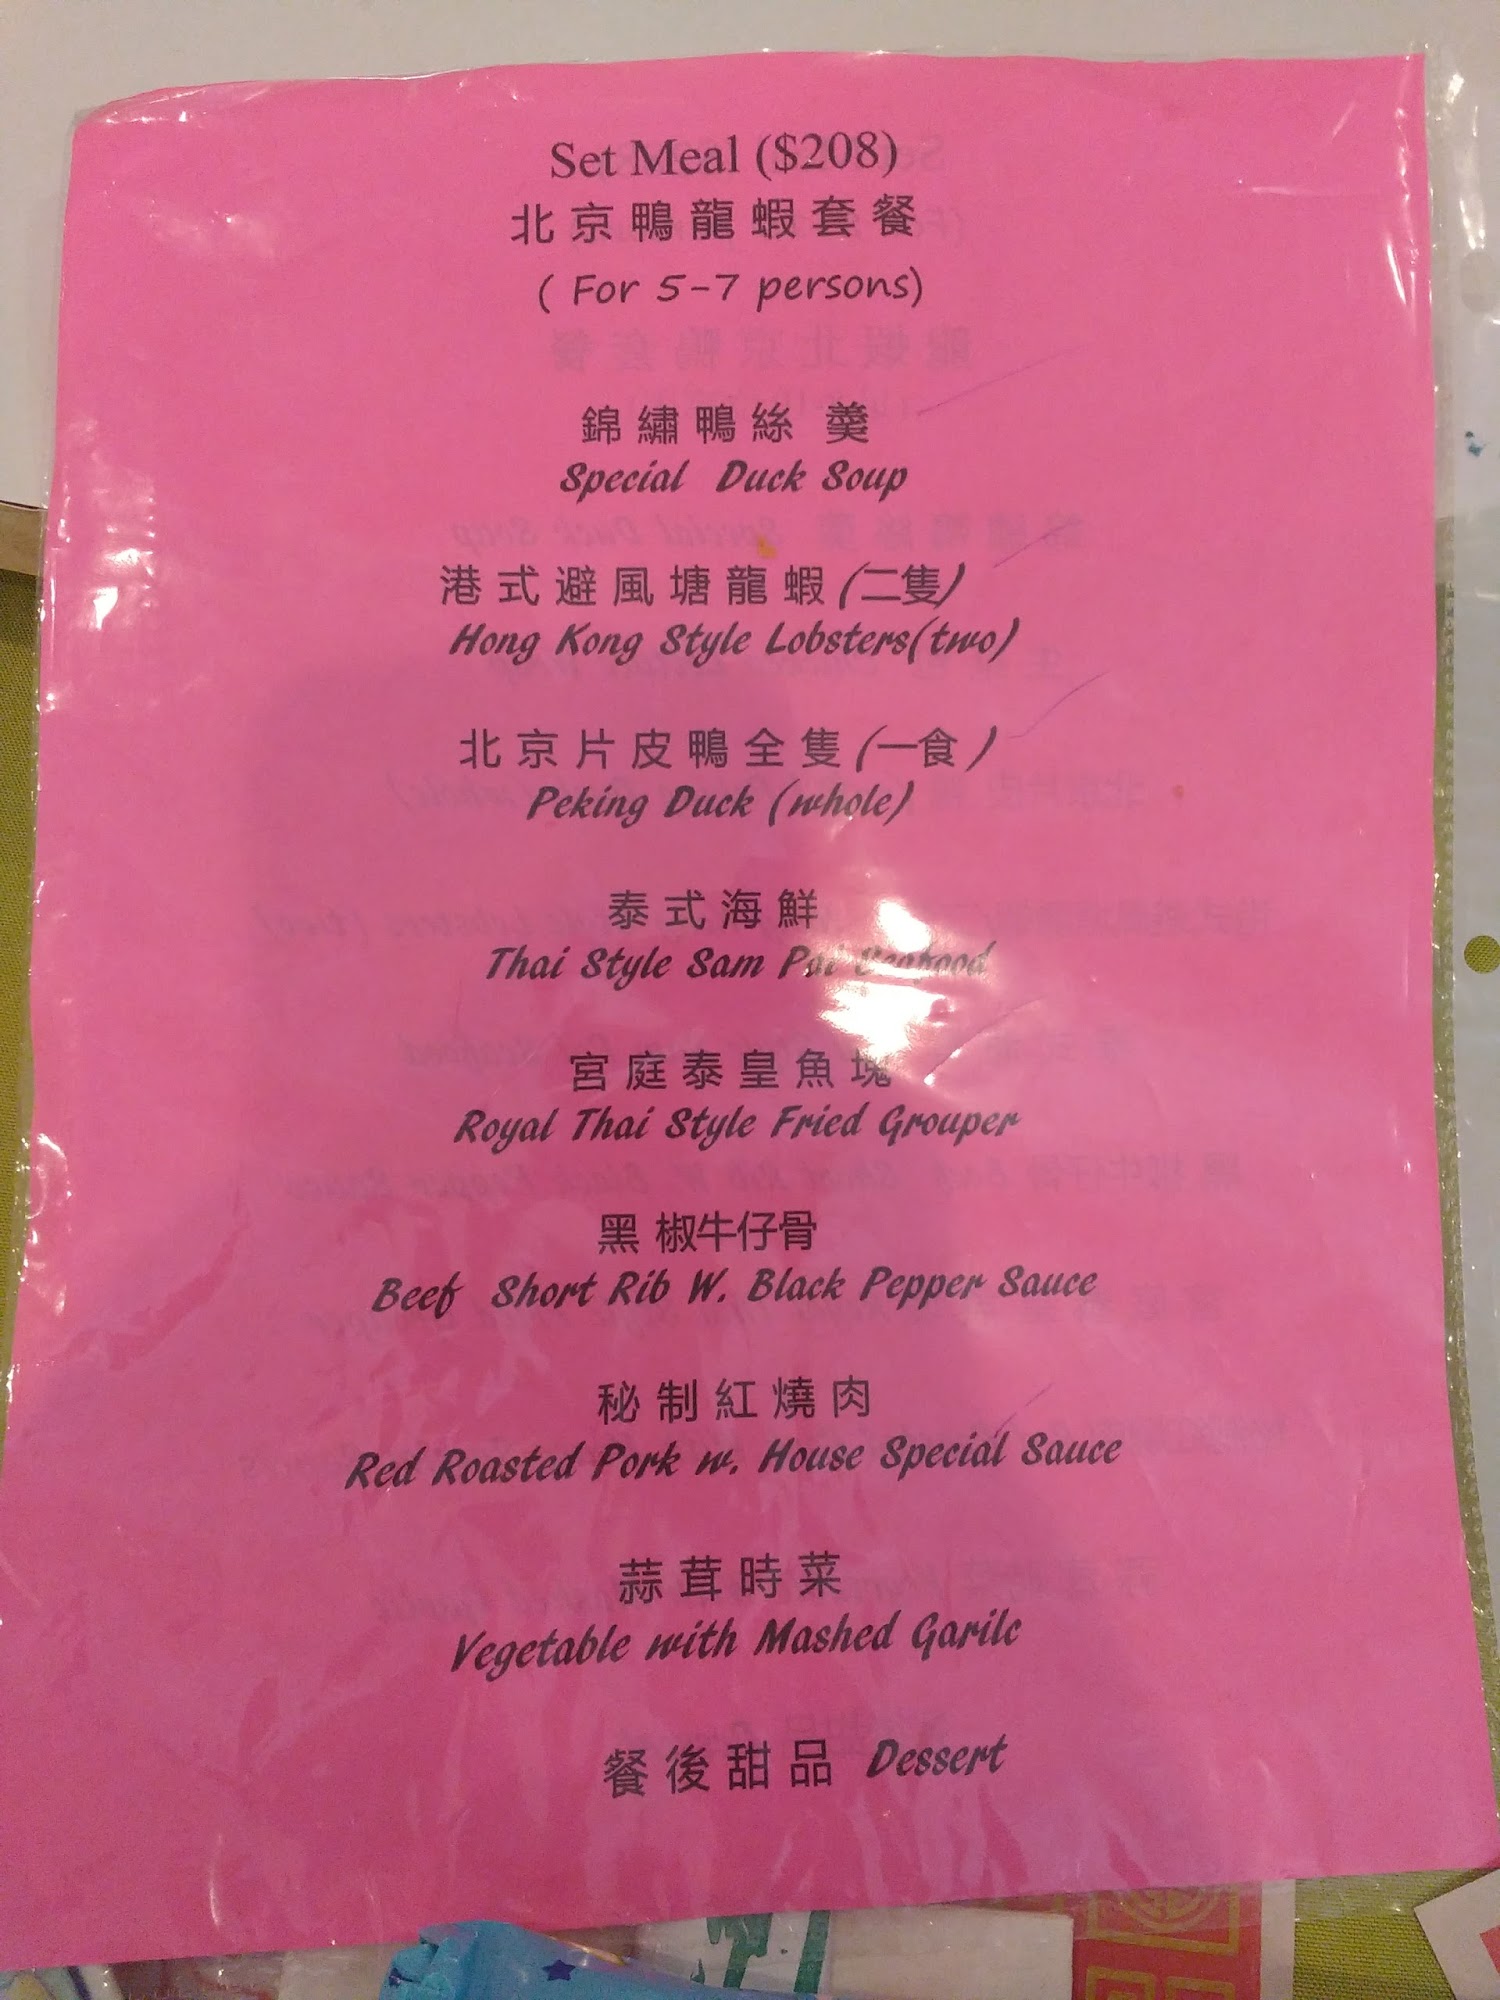 Set Meal ($208)
北京鴨龍蝦套餐
( For 5-7 persons)
錦繡鴨絲 羹
Special Duck Soup
港式避風塘龍蝦(二隻)
Hong Kong Style Lobsters(two)
北京片皮鴨全隻(一食)
Peking Duck (whole)
泰式海鮮
Thai Style Sam Pai Seafood
宮庭泰皇魚塊
Royal Thai Style Fried Grouper
黑 椒牛仔骨
Beef Short Rib W. Black Pepper Sauce
秘制紅燒肉
Red Roasted Pork w. House Special Sauce
蒜茸時菜
Vegetable with Mashed Garilc
餐後甜品 Dessert